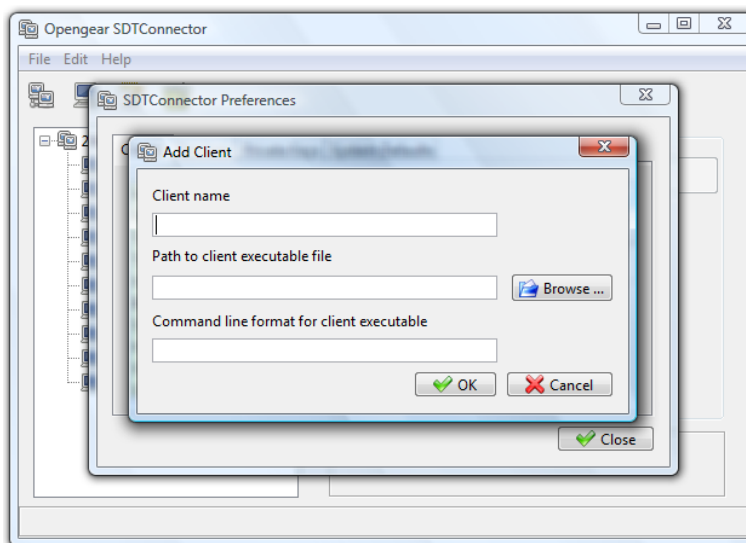 Opengear SDTConnector
File Edit Help
SDTConnector Preferences
2
Add Client
Client name
Path to client executable file
Browse ...
Command line format for client executable
OK Cancel
Close